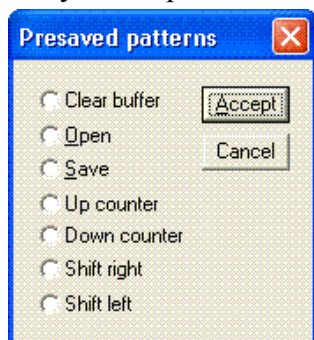 Presaved patterns
Clear buffer
Accept
Open
Cancel
Save
Up counter
Down counter
Shift right
Shift left